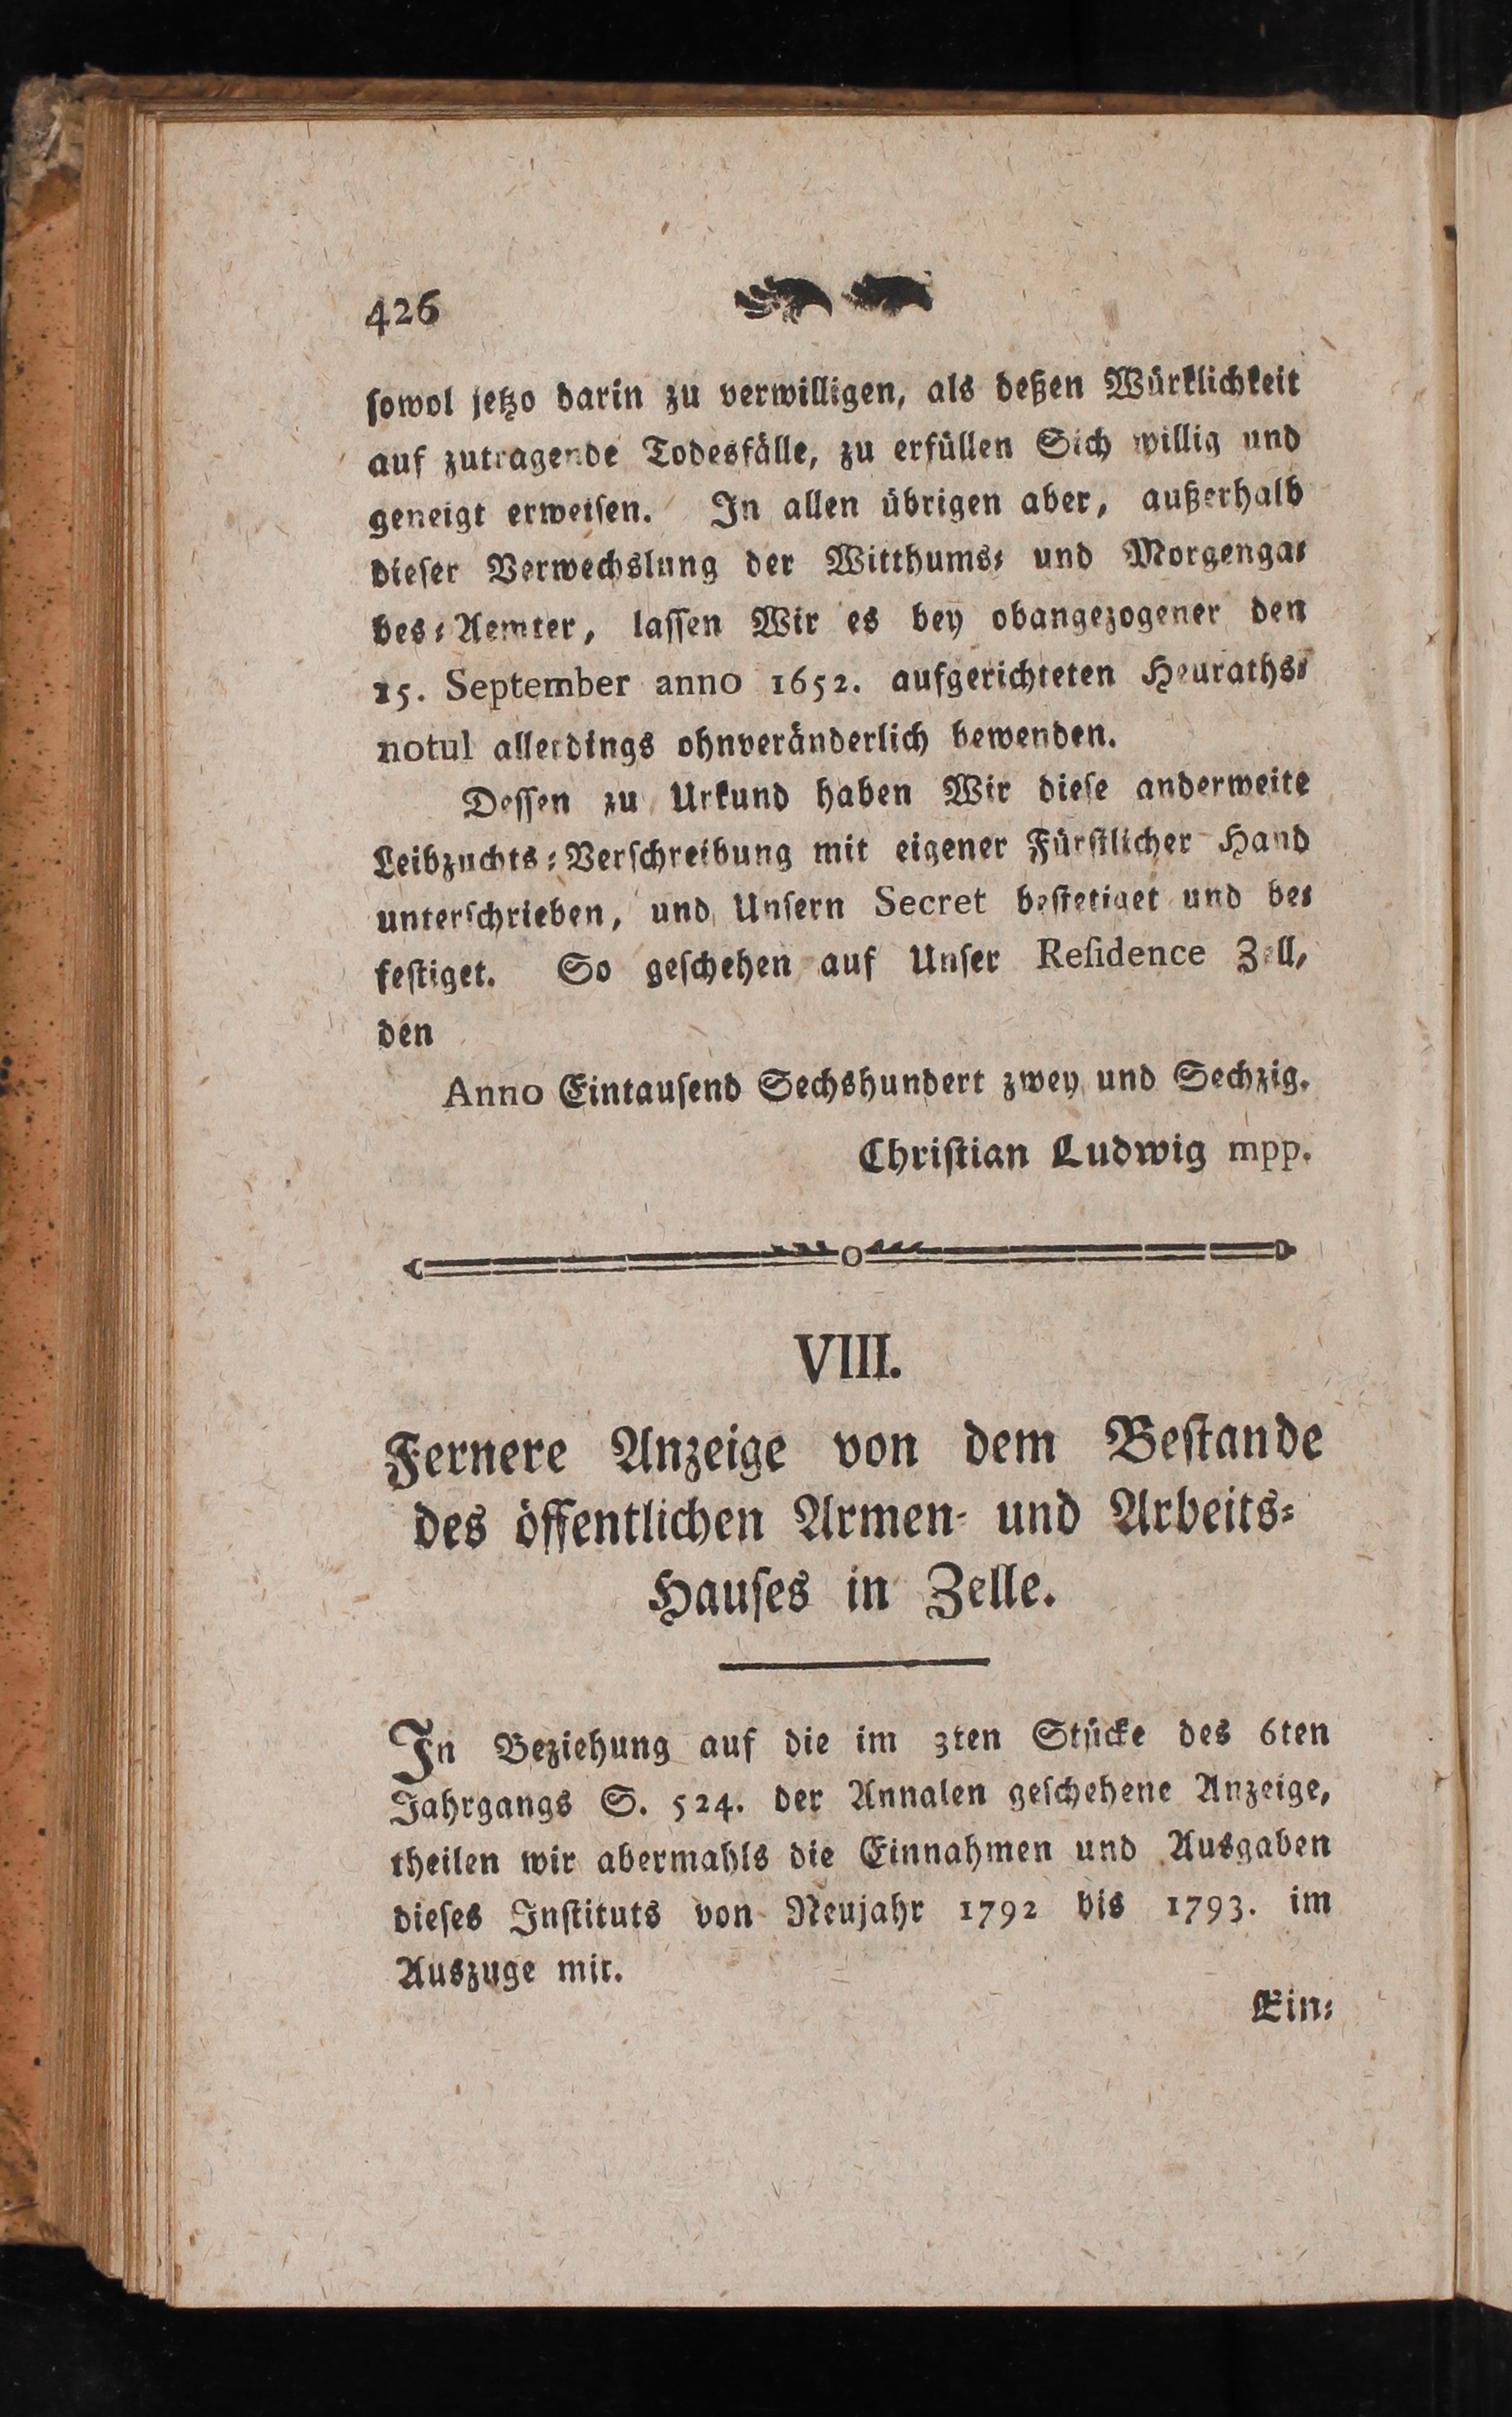 426
ſowol jetzo darin zu verwilligen, als deßen Würklichkeit
auf zutragende Todesfälle, zu erfüllen Sich willig und
geneigt erweiſen. In allen übrigen aber, außerhalb
dieſer Verwechslung der Witthums⸗ und Morgenga⸗
bes⸗Aemter, laſſen Wir es bey obangezogener den
15. September anno 1652. aufgerichteten Heuraths⸗
notul allerdings ohnveränderlich bewenden.
Deſſen zu Urkund haben Wir dieſe anderweite
Leibzuchts⸗Verſchreibung mit eigener Fürſtlicher Hand
unterſchrieben, und Unſern Secret beſtetiget und be⸗
feſtiget. So geſchehen auf Unſer Reſidence Zell,
den
Anno Eintauſend Sechshundert zwey und Sechzig.
Chriſtian Ludwig mpp.
VIII.
Fernere Anzeige von dem Beſtande
des öffentlichen Armen- und Arbeits⸗
Hauſes in Zelle.
In Beziehung auf die im 3ten Stücke des 6ten
Jahrgangs S. 524. der Annalen geſchehene Anzeige,
theilen wir abermahls die Einnahmen und Ausgaben
dieſes Inſtituts von Neujahr 1792 bis 1793. im
Auszuge mit.
Ein⸗